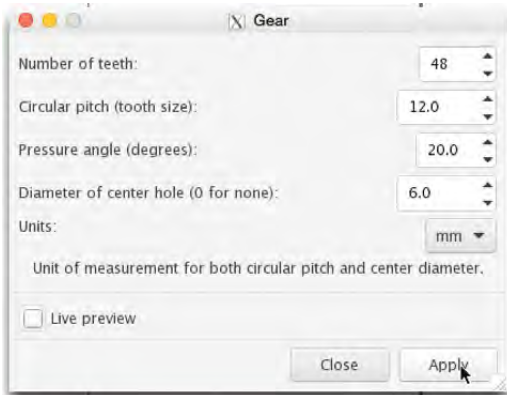 Gear
Number of teeth: 48
Circular pitch (tooth size): 12.0
Pressure angle (degrees): 20.0
Diameter of center hole (0 for none): 6.0
Units:
mm
Unit of measurement for both circular pitch and center diameter.
Live preview
Close Apply